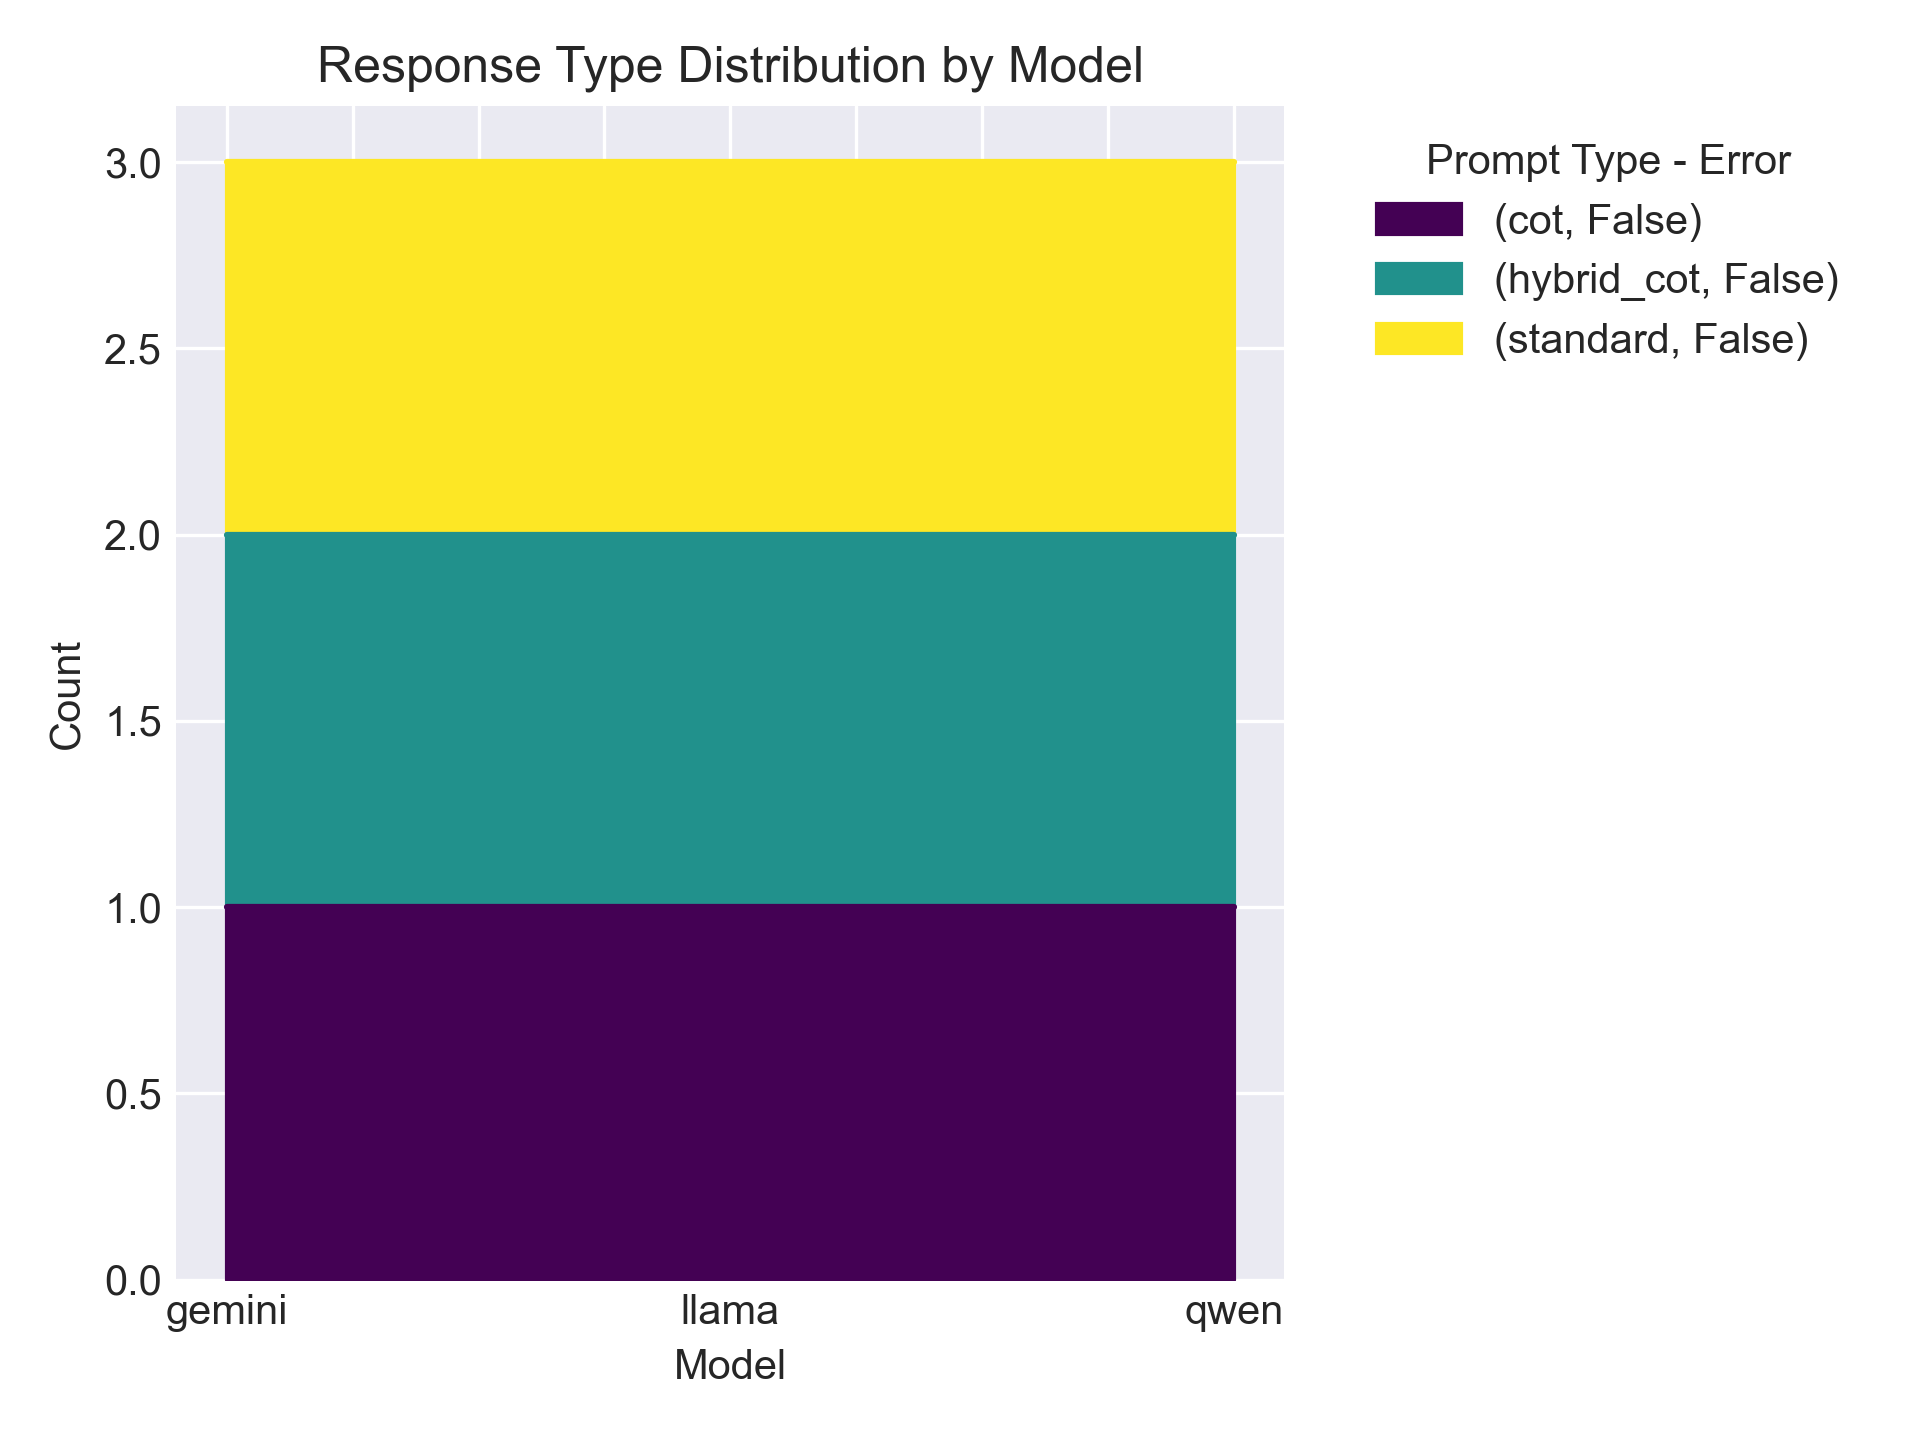 Response Type Distribution by Model
3.0
2.5
2.0
1.5
1.0
0.5
0.0
Count
gemini llama qwen
Model
Prompt Type - Error
(cot, False)
(hybrid_cot, False)
(standard, False)